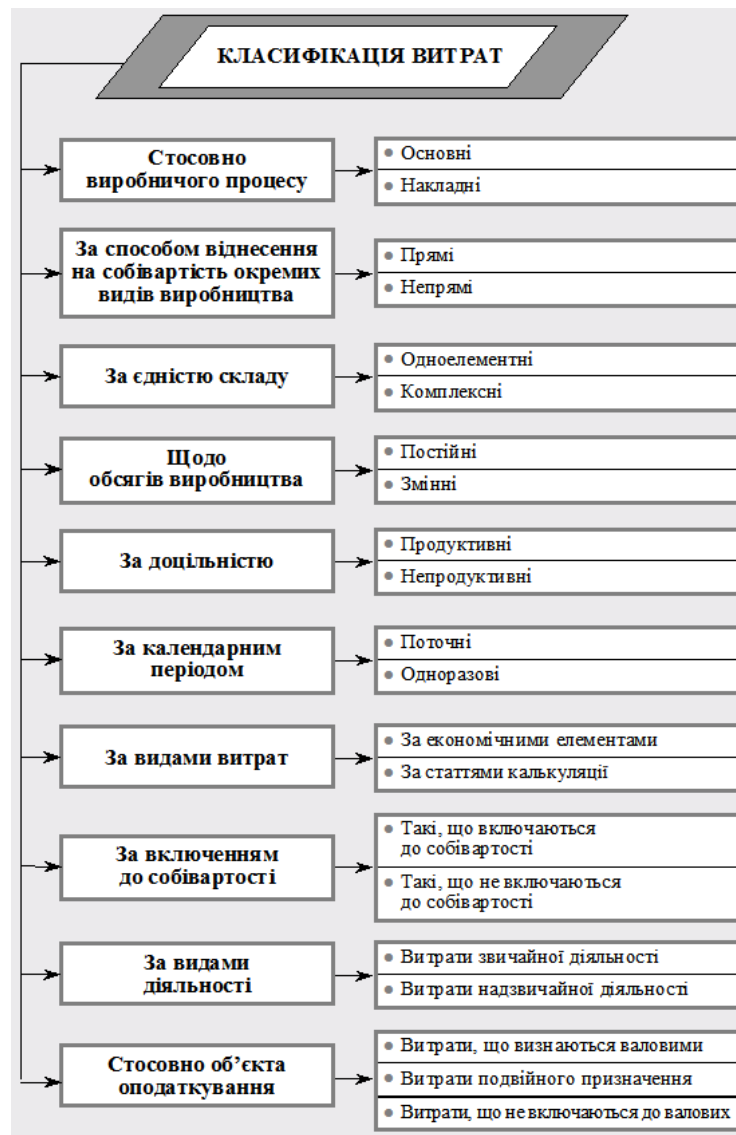 КЛАСИФІКАЦІЯ ВИТРАТ
Стосовно
виробничого процесу
● Основні
● Накладні
За способом віднесення
на собівартість окремих
видів виробництва
● Прямі
● Непрямі
За єдністю складу
● Одноелементні
● Комплексні
Щодо
обсягів виробництва
● Постійні
● Змінні
За доцільністю
● Продуктивні
● Непродуктивні
За календарним
періодом
● Поточні
● Одноразові
За видами витрат
● За економічними елементами
● За статтями калькуляції
За включенням
до собівартості
● Такі, що включаються
до собівартості
● Такі, що не включаються
до собівартості
За видами
діяльності
● Витрати звичайної діяльності
● Витрати надзвичайної діяльності
Стосовно об’єкта
оподаткування
● Витрати, що визнаються валовими
● Витрати подвійного призначення
● Витрати, що не включаються до валових